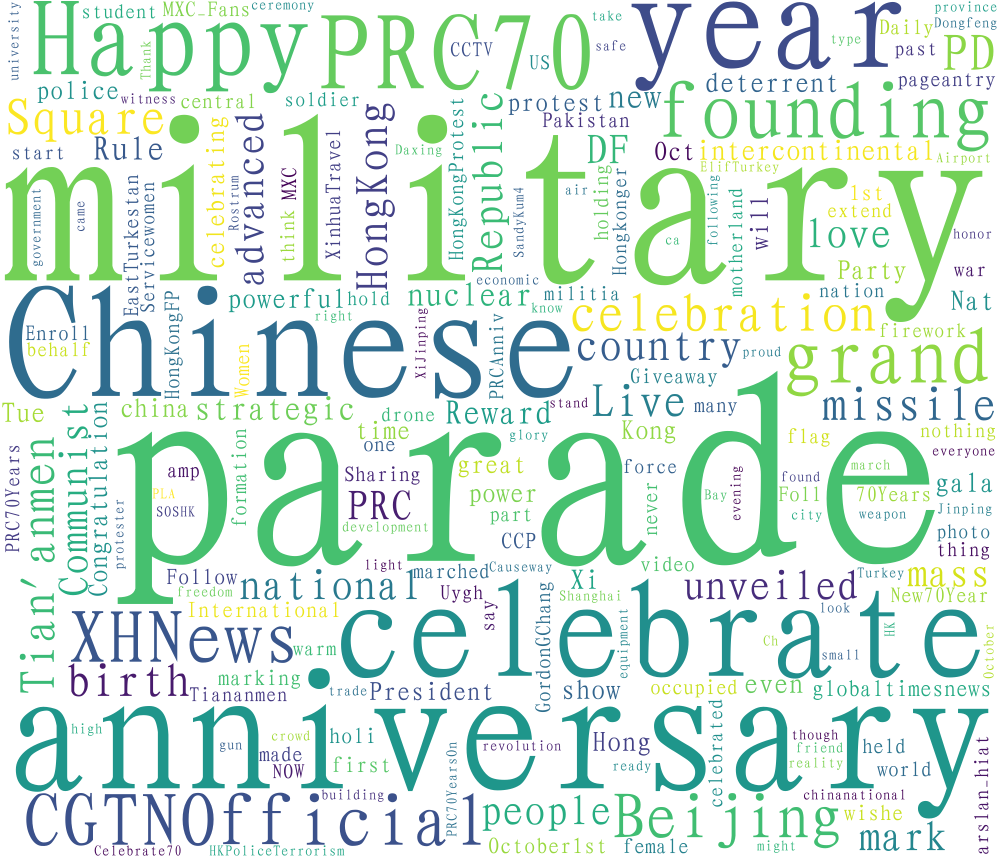 university
student
MXC_Fans
ceremony
Happy
Thank
PRC70
CCTV
US
take
safe
year
type
Daily
past
province
Dongfeng
PD
pageantry
police
witness
central
soldier
protest
new
Pakistan
deterrent
founding
Square
start
Rule
celebrating
advanced
Rostrum
think
MXC
XinhuaTravel
HongKong
Daxing
HongKongProtest
Republic
SandyKum4
DF
air
holding
Hongkonger
Oct
intercontinental
ElifTurkey
Airport
military
government
came
EastTurkestan
Servicewomen
ca
following
motherland
will
1st
extend
love
honor
Party
nation
war
Nat
powerful
hold
right
nuclear
economic
militia
know
Chinese
Enroll
behalf
HongKongFP
Women
XiJinping
PRCAnniv
celebration
country
proud
firework
grand
Giveaway
Tue
china
strategic
drone
time
one
Reward
stand
glory
Live
many
Kong
missile
flag
nothing
everyone
PRC70Years
Tian'anmen
Communist
Congratulation
protester
parade
amp
PLA
SOSHK
formation
Sharing
PRC
development
great
power
part
CCP
force
never
video
Bay
evening
found
Foll
city
march
70Years
weapon
gala
Jinping
photo
thing
Follow
freedom
national
light
marched
Causeway
Uygh
say
Xi
Shanghai
unveiled
Turkey
mass
New70Year
International
XHNews
warm
celebrate
GordonChang
equipment
Ch
look
small
HK
October
birth
marking
Tiananmen
trade
President
show
occupied
even
globaltimesnews
anniversary
high
gun
crowd
made
NOW
holi
first
PRC70YearsOn
revolution
Hong
ready
celebrated
though
friend
reality
held
world
arslan_hiat
building
chinanational
wishe
CGTNOfficial
people
Beijing
mark
Celebrate70
HKPoliceTerrorism
October1st
female
might